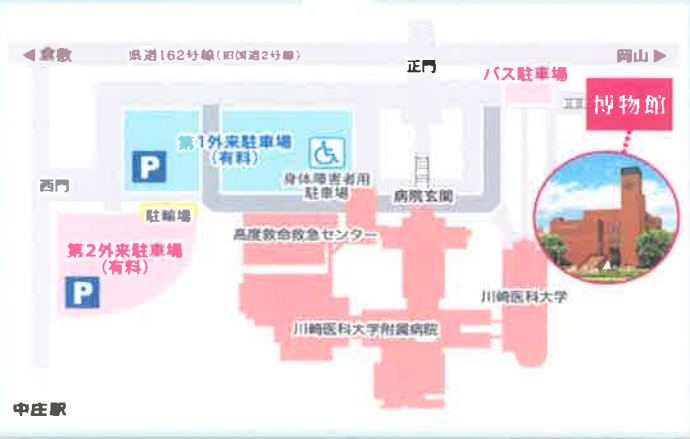 ◀ 倉敷
県道162号線(旧国道2号線)
岡山 ▶
正門
バス駐車場
博物館
第1外来駐車場
(有料)
P
身体障害者用
駐車場
病院玄関
西門
駐輪場
第2外来駐車場
(有料)
P
高度救命救急センター
川崎医科大学
川崎医科大学附属病院
中庄駅